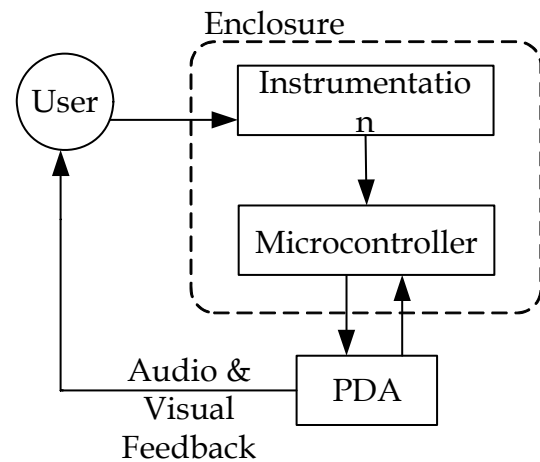 Enclosure
User
Instrumentatio
n
Microcontroller
Audio &
Visual
Feedback
PDA